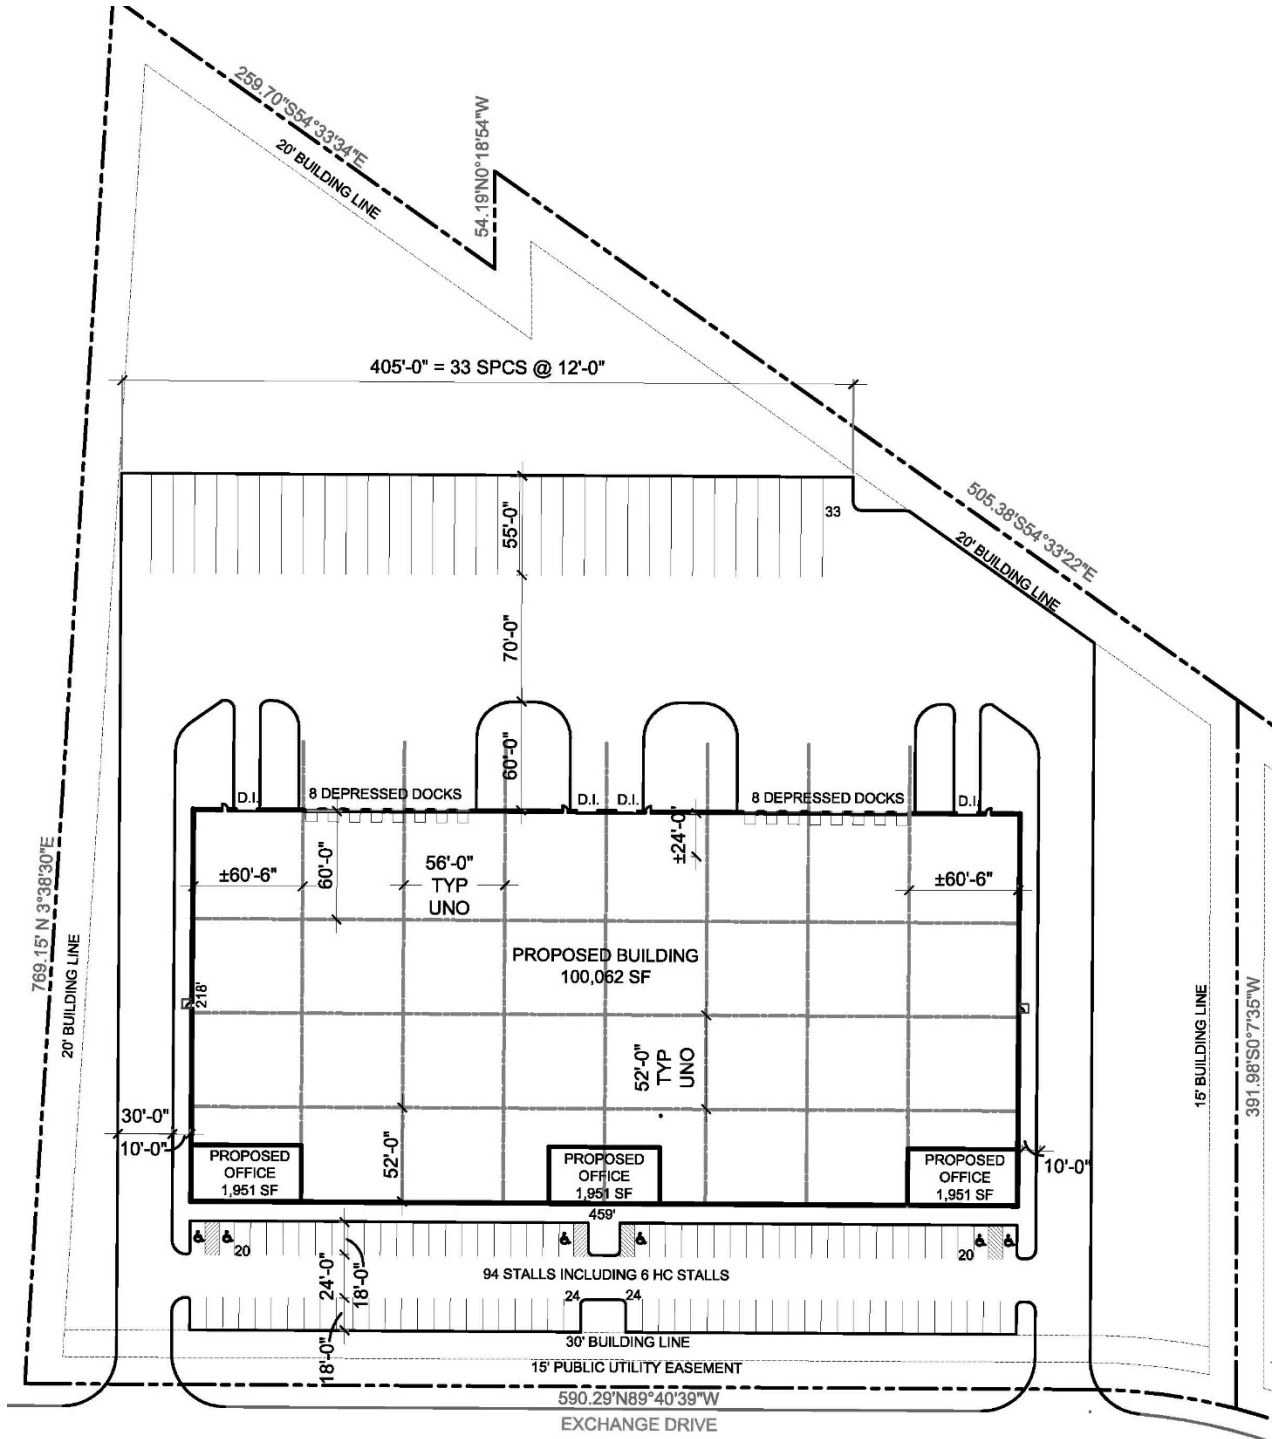 259.70"S54°33'34"E
20' BUILDING LINE
54.19'N0°18'54"W
405'-0" = 33 SPCS @ 12'-0"
505.38'S54°33'22"E
20' BUILDING LINE
33
55'-0"
70'-0"
60'-0"
D.I.
8 DEPRESSED DOCKS
D.I.
D.I.
8 DEPRESSED DOCKS
D.I.
±60'-6"
60'-0"
56'-0"
TYP
UNO
±24'-0"
±60'-6"
769.15' N 3°38'30"E
20' BUILDING LINE
PROPOSED BUILDING
100,062 SF
218'
52'-0"
TYP
UNO
15' BUILDING LINE
391.98'S0°7'35"W
30'-0"
10'-0"
PROPOSED
OFFICE
1,951 SF
52'-0"
PROPOSED
OFFICE
1,951 SF
PROPOSED
OFFICE
1,951 SF
10'-0"
459'
20
20
24'-0"
18'-0"
94 STALLS INCLUDING 6 HC STALLS
24
24
18'-0"
30' BUILDING LINE
15' PUBLIC UTILITY EASEMENT
590.29'N89°40'39"W
EXCHANGE DRIVE